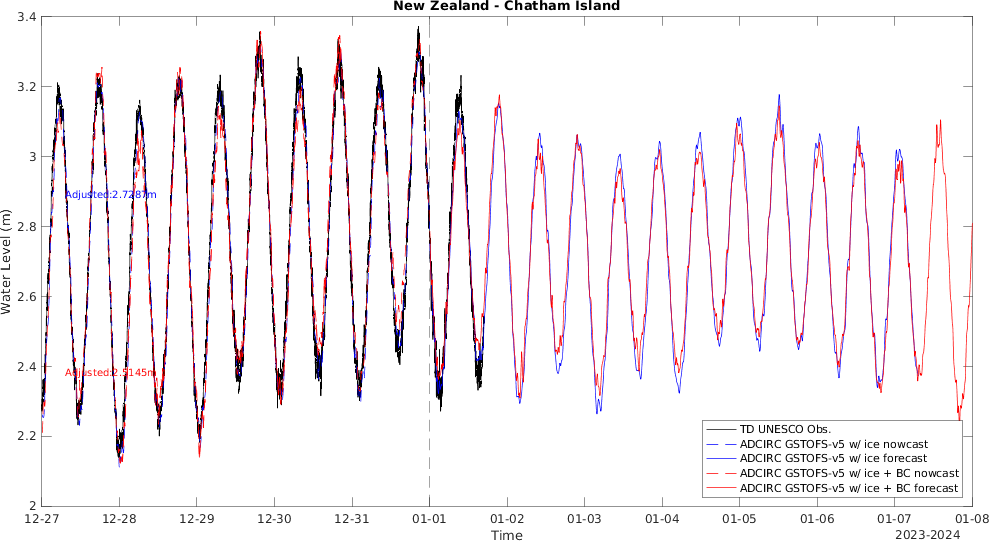 New Zealand - Chatham Island
3.4
3.2
3
2.8
2.6
2.4
2.2
2
Water Level (m)
Adjusted:2.7287m
Adjusted:2.5145m
TD UNESCO Obs.
ADCIRC GSTOFS-v5 w/ ice nowcast
ADCIRC GSTOFS-v5 w/ ice forecast
ADCIRC GSTOFS-v5 w/ ice + BC nowcast
ADCIRC GSTOFS-v5 w/ ice + BC forecast
12-27 12-28 12-29 12-30 12-31 01-01 01-02 01-03 01-04 01-05 01-06 01-07 01-08
Time
2023-2024